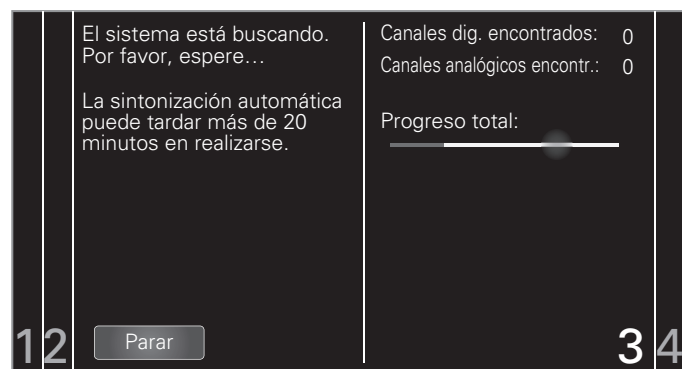 El sistema está buscando.
Por favor, espere…
La sintonización automática
puede tardar más de 20
minutos en realizarse.
Canales dig. encontrados: 0
Canales analógicos encontr.: 0
Progreso total:
1 2 Parar 3 4